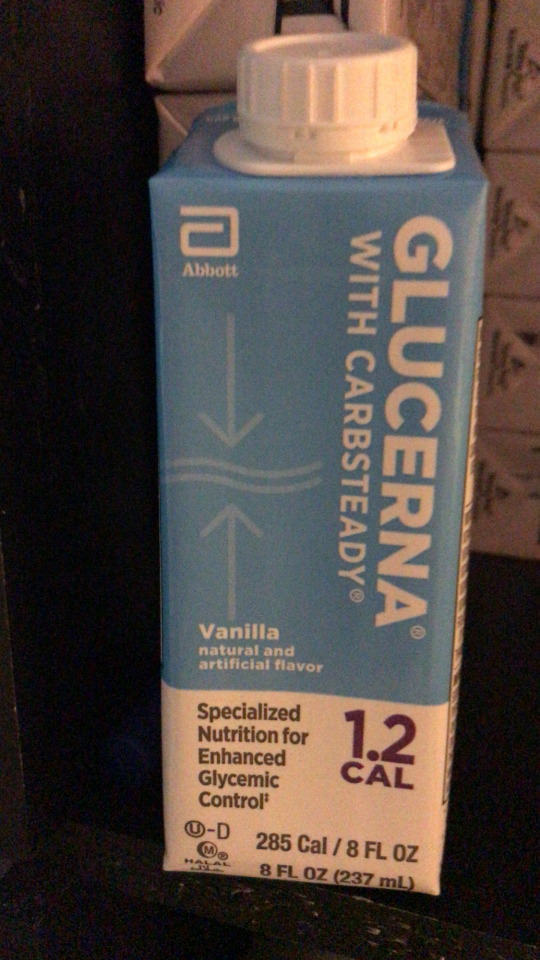 Abbott
GLUCERNA®
WITH CARBSTEADY®
Vanilla
natural and
artificial flavor
Specialized
Nutrition for
Enhanced
Glycemic
Control‡
1.2
CAL
U-D
M®
HALAL
285 Cal / 8 FL OZ
8 FL OZ (237 mL)